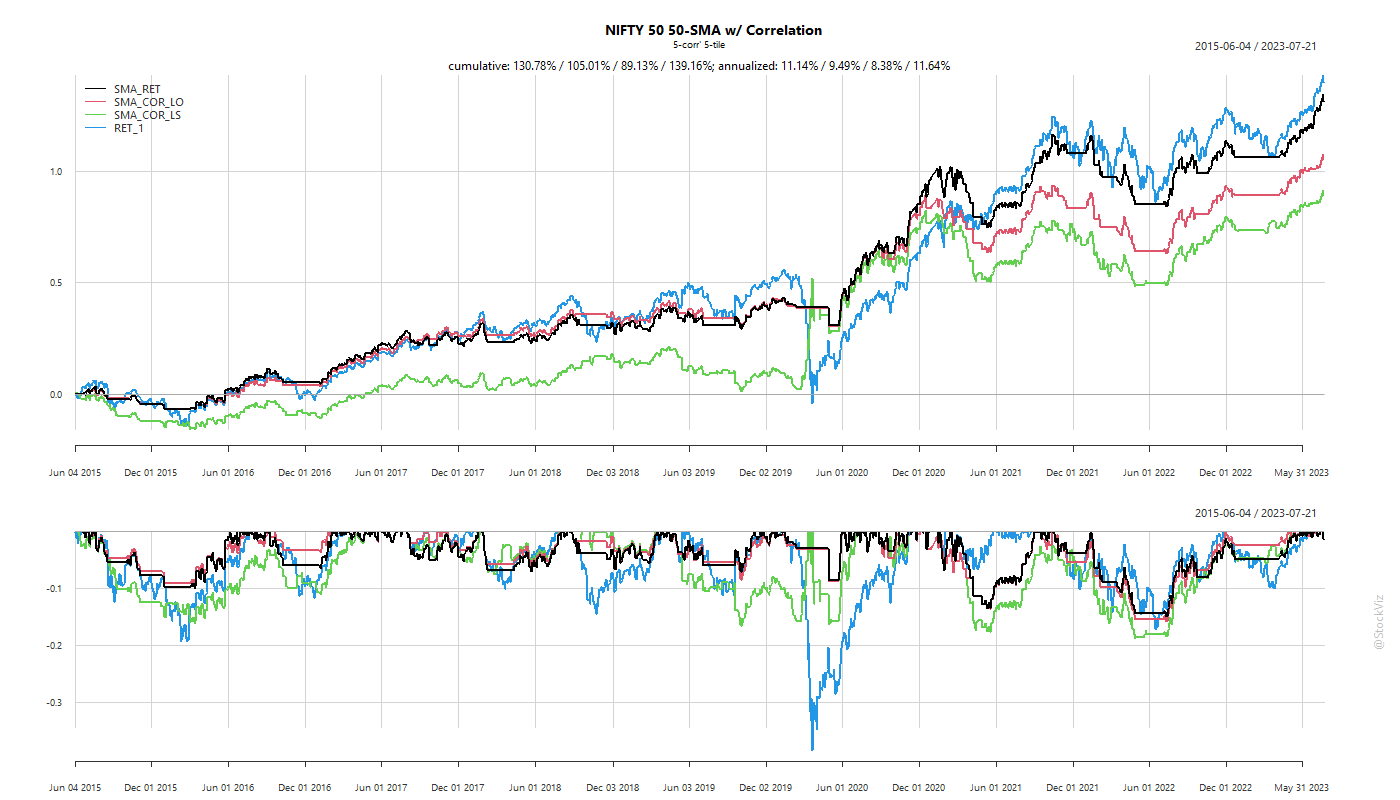 NIFTY 50 50-SMA w/ Correlation
5-corr' 5-tile
2015-06-04 / 2023-07-21
cumulative: 130.78% / 105.01% / 89.13% / 139.16%; annualized: 11.14% / 9.49% / 8.38% / 11.64%
SMA_RET
SMA_COR_LO
SMA_COR_LS
RET_1
1.0
0.5
0.0
Jun 04 2015 Dec 01 2015 Jun 01 2016 Dec 01 2016 Jun 01 2017 Dec 01 2017 Jun 01 2018 Dec 03 2018 Jun 03 2019 Dec 02 2019 Jun 01 2020 Dec 01 2020 Jun 01 2021 Dec 01 2021 Jun 01 2022 Dec 01 2022 May 31 2023
2015-06-04 / 2023-07-21
-0.1
-0.2
-0.3
Jun 04 2015 Dec 01 2015 Jun 01 2016 Dec 01 2016 Jun 01 2017 Dec 01 2017 Jun 01 2018 Dec 03 2018 Jun 03 2019 Dec 02 2019 Jun 01 2020 Dec 01 2020 Jun 01 2021 Dec 01 2021 Jun 01 2022 Dec 01 2022 May 31 2023
@StockViz